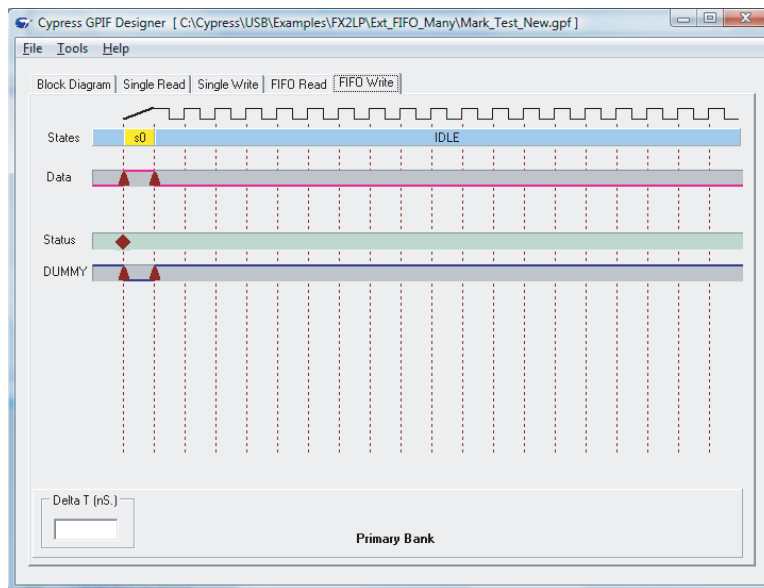 Cypress GPIF Designer [ C:\Cypress\USB\Examples\FX2LP\Ext_FIFO_Many\Mark_Test_New.gpf ]
File Tools Help
Block Diagram Single Read Single Write FIFO Read FIFO Write
States s0 IDLE
Data
Status
DUMMY
Delta T (nS.)
Primary Bank